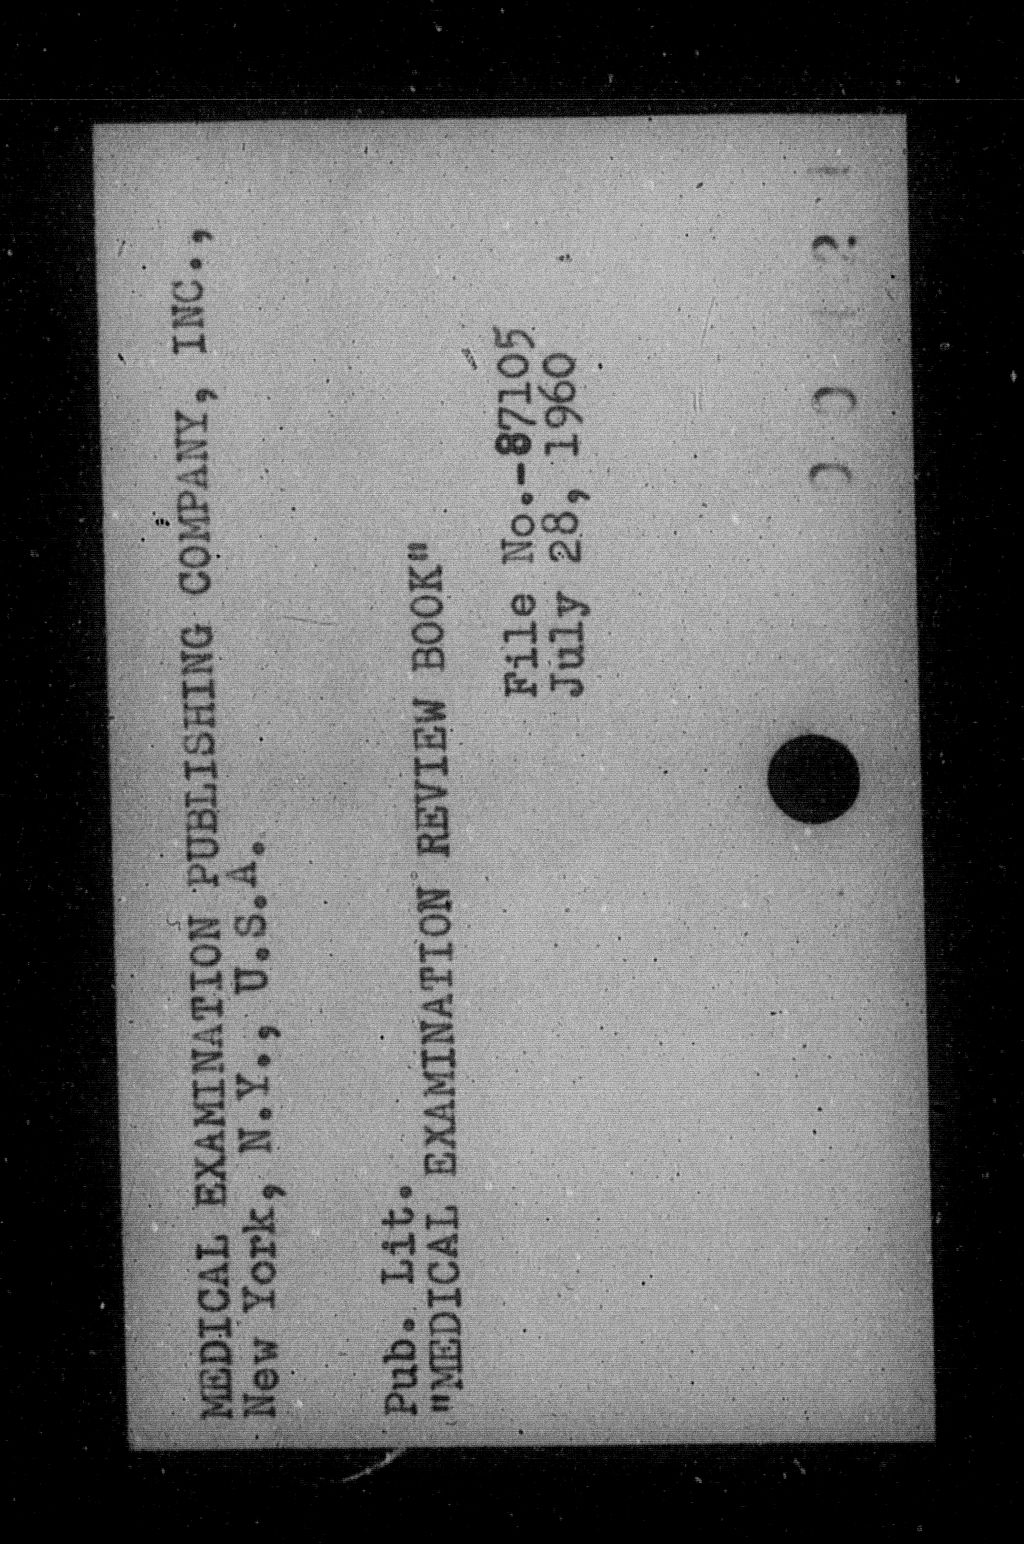 MEDICAL EXAMINATION PUBLISHING COMPANY, INC.,
New York, N.Y., U.S.A.
Pub. Lit.
"MEDICAL EXAMINATION REVIEW BOOK"
File No.-87105
July 28, 1960